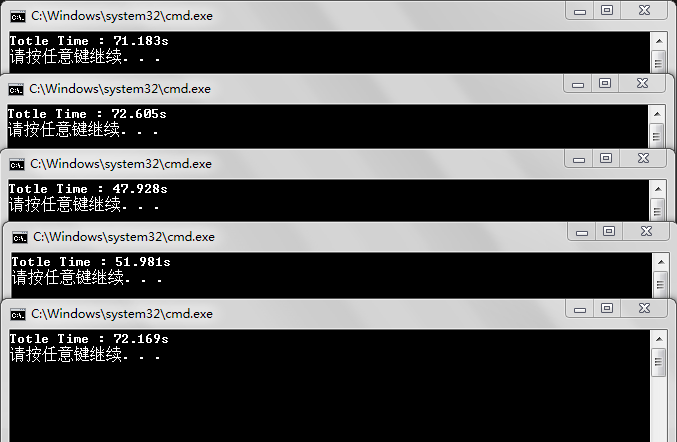 C:\Windows\system32\cmd.exe
Totle Time : 71.183s
请按任意键继续. . .
C:\Windows\system32\cmd.exe
Totle Time : 72.605s
请按任意键继续. . .
C:\Windows\system32\cmd.exe
Totle Time : 47.928s
请按任意键继续. . .
C:\Windows\system32\cmd.exe
Totle Time : 51.981s
请按任意键继续. . .
C:\Windows\system32\cmd.exe
Totle Time : 72.169s
请按任意键继续. . .